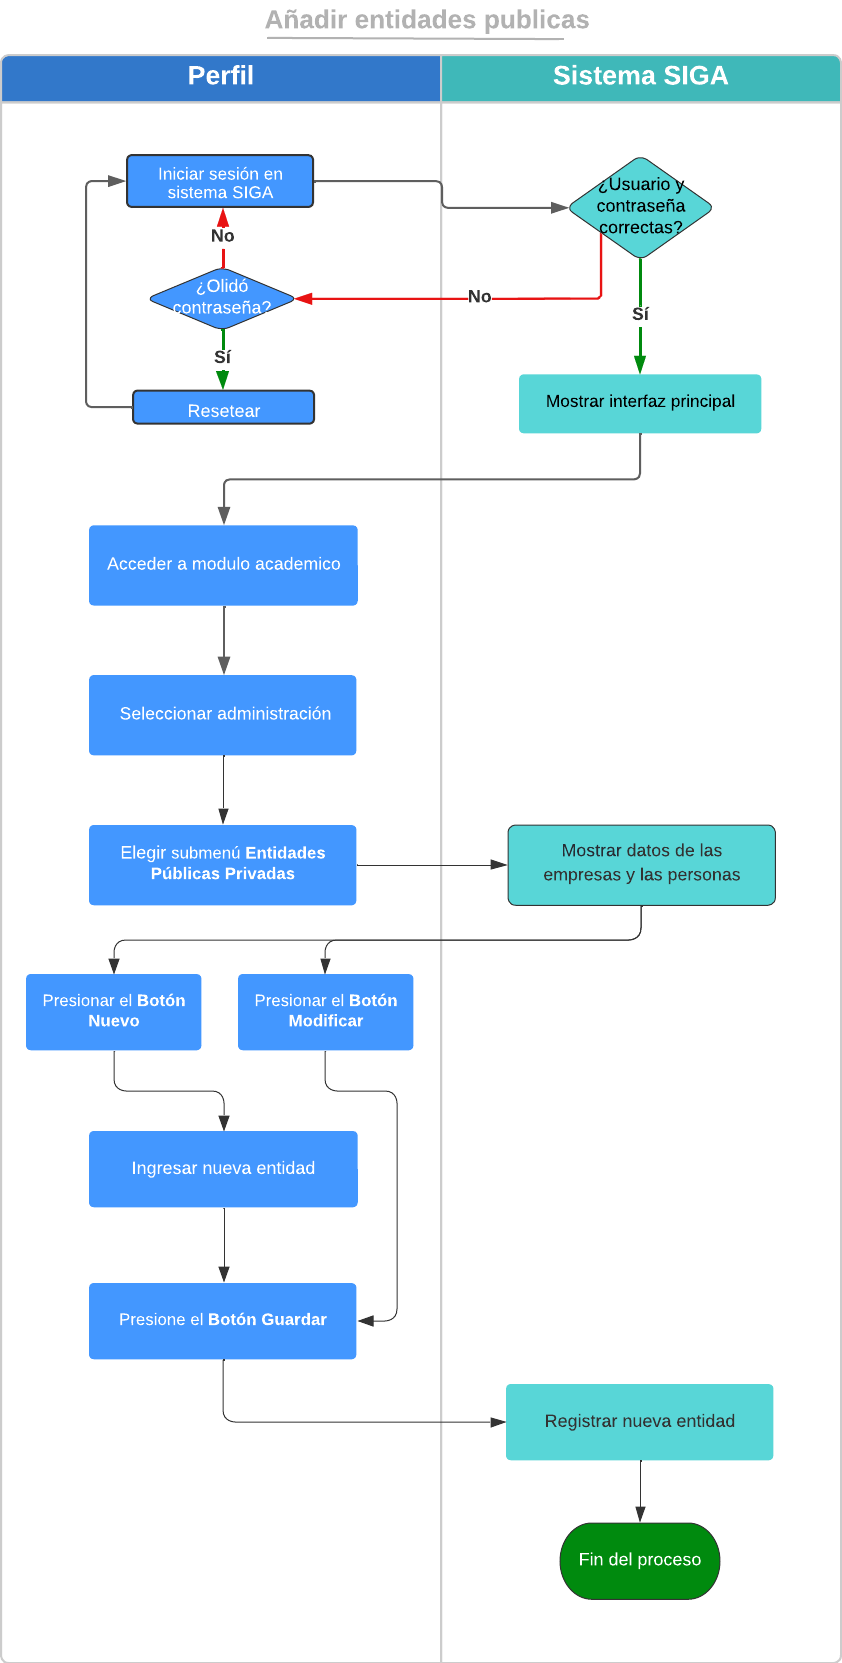 Añadir entidades publicas
Perfil
Sistema SIGA
Iniciar sesión en
sistema SIGA
¿Usuario y
contraseña
correctas?
No
¿Olidó
contraseña?
No
Sí
Sí
Resetear
Mostrar interfaz principal
Acceder a modulo academico
Seleccionar administración
Elegir submenú Entidades
Públicas Privadas
Mostrar datos de las
empresas y las personas
Presionar el Botón
Nuevo
Presionar el Botón
Modificar
Ingresar nueva entidad
Presione el Botón Guardar
Registrar nueva entidad
Fin del proceso